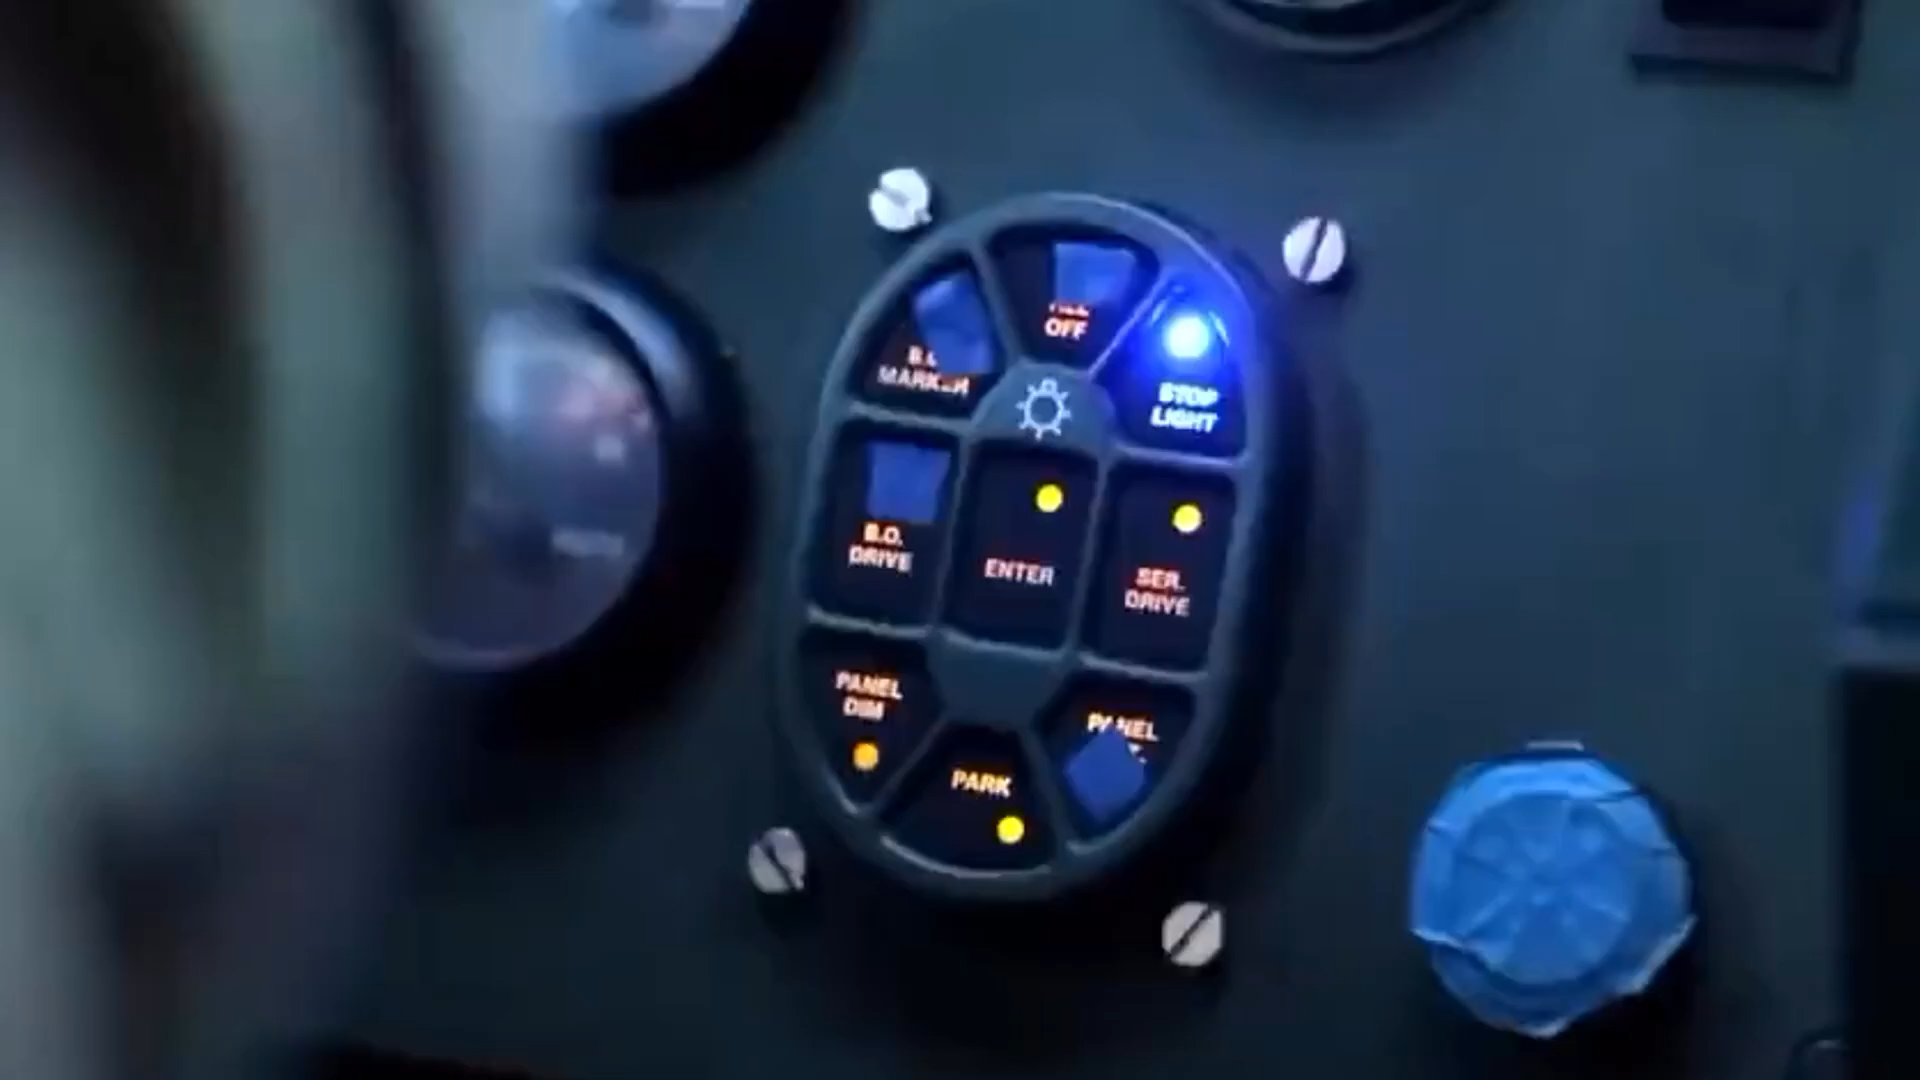 OFF
STOP
LIGHT
B.O.
DRIVE
ENTER
SER.
DRIVE
PANEL
DIM
PARK